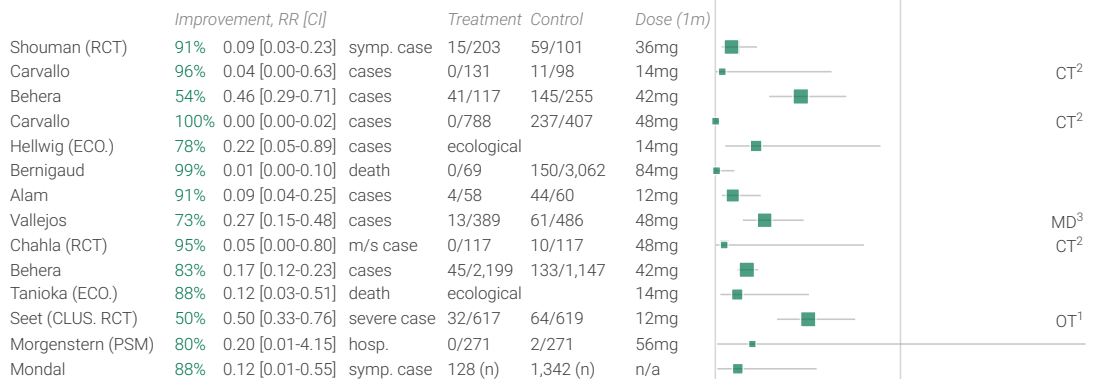 Improvement, RR [CI] Treatment Control Dose (1m)
Shouman (RCT) 91% 0.09 [0.03-0.23] symp. case 15/203 59/101 36mg
Carvallo 96% 0.04 [0.00-0.63] cases 0/131 11/98 14mg CT²
Behera 54% 0.46 [0.29-0.71] cases 41/117 145/255 42mg
Carvallo 100% 0.00 [0.00-0.02] cases 0/788 237/407 48mg CT²
Hellwig (ECO.) 78% 0.22 [0.05-0.89] cases ecological 14mg
Bernigaud 99% 0.01 [0.00-0.10] death 0/69 150/3,062 84mg
Alam 91% 0.09 [0.04-0.25] cases 4/58 44/60 12mg
Vallejos 73% 0.27 [0.15-0.48] cases 13/389 61/486 48mg MD³
Chahla (RCT) 95% 0.05 [0.00-0.80] m/s case 0/117 10/117 48mg CT²
Behera 83% 0.17 [0.12-0.23] cases 45/2,199 133/1,147 42mg
Tanioka (ECO.) 88% 0.12 [0.03-0.51] death ecological 14mg
Seet (CLUS. RCT) 50% 0.50 [0.33-0.76] severe case 32/617 64/619 12mg OT¹
Morgenstern (PSM) 80% 0.20 [0.01-4.15] hosp. 0/271 2/271 56mg
Mondal 88% 0.12 [0.01-0.55] symp. case 128 (n) 1,342 (n) n/a